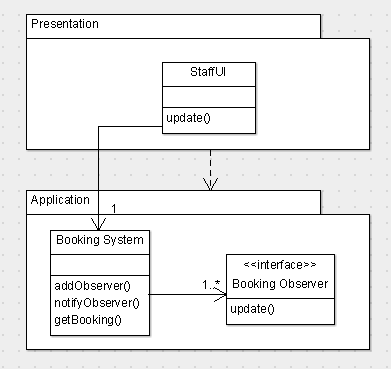 Presentation
StaffUI
update()
Application
1
Booking System
addObserver()
notifyObserver()
getBooking()
1..*
<<interface>>
Booking Observer
update()